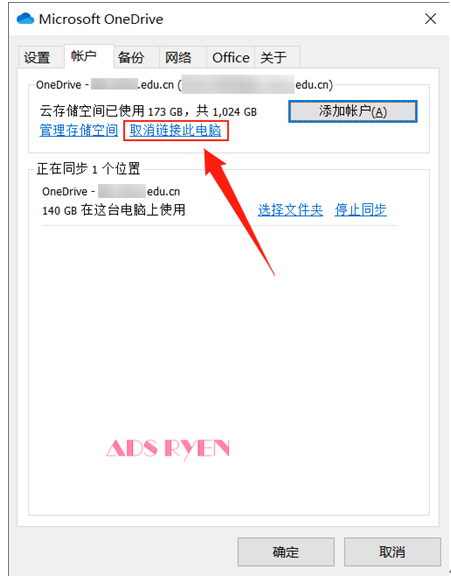 Microsoft OneDrive
设置 帐户 备份 网络 Office 关于
OneDrive - .edu.cn ( edu.cn)
云存储空间已使用 173 GB，共 1,024 GB
添加帐户(A)
管理存储空间 取消链接此电脑
正在同步 1 个位置
OneDrive - edu.cn
140 GB 在这台电脑上使用
选择文件夹 停止同步
ADS RYEN
确定 取消